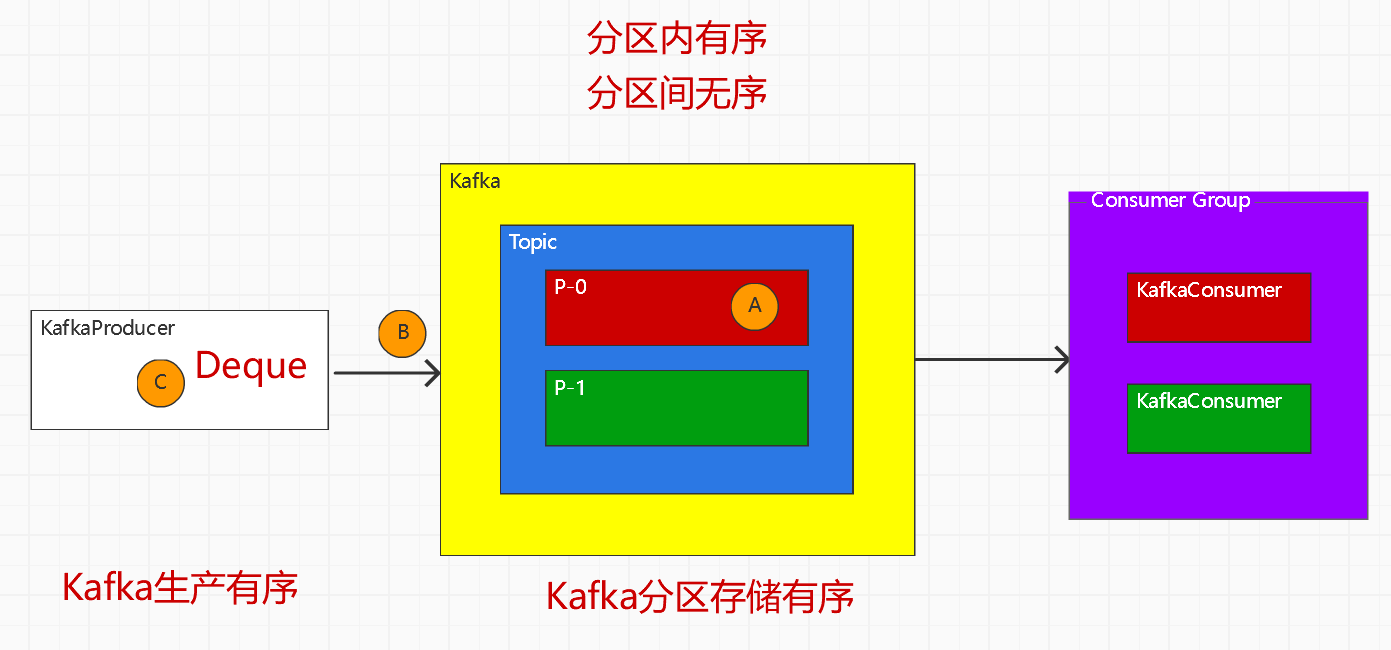 分区内有序
分区间无序
Kafka
Topic
P-0
A
P-1
KafkaProducer
C
Deque
B
Consumer Group
KafkaConsumer
KafkaConsumer
Kafka生产有序
Kafka分区存储有序